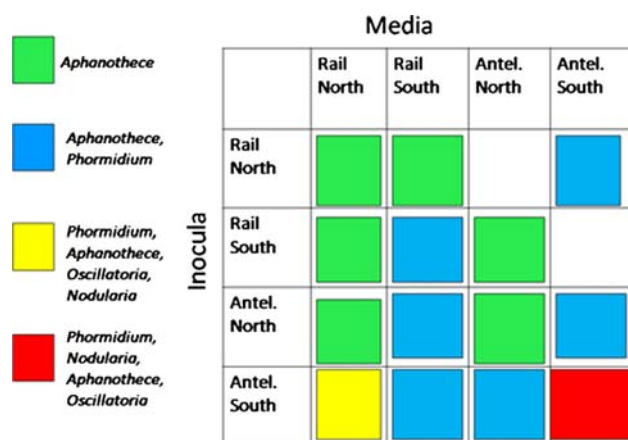 Media
Aphanothece
Aphanothece,
Phormidium
Phormidium,
Aphanothece,
Oscillatoria,
Nodularia
Phormidium,
Nodularia,
Aphanothece,
Oscillatoria
Inocula
Rail
North
Rail
South
Antel.
North
Antel.
South
Rail
North
Rail
South
Antel.
North
Antel.
South